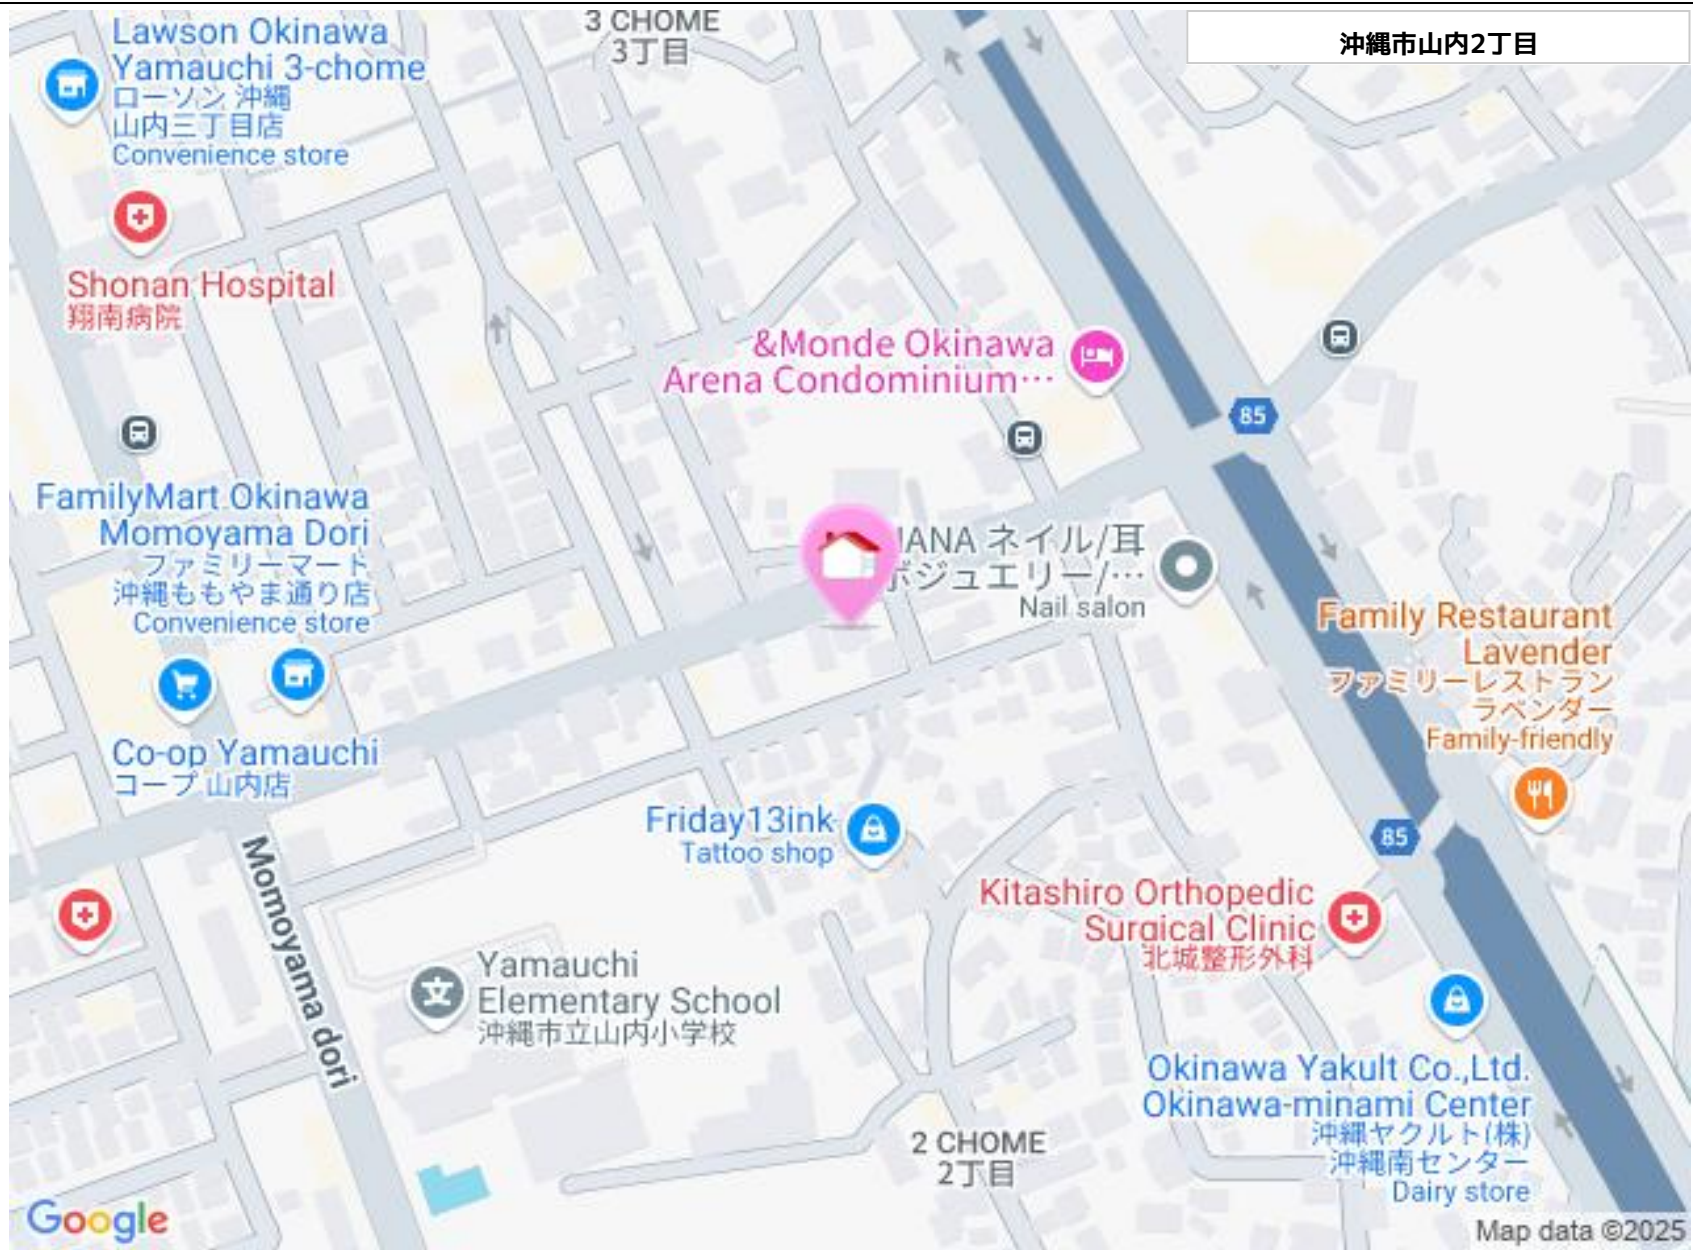 3 CHOME
3丁目
沖縄市山内2丁目
Lawson Okinawa
Yamauchi 3-chome
ローソン 沖縄
山内三丁目店
Convenience store
Shonan Hospital
翔南病院
&Monde Okinawa
Arena Condominium…
85
FamilyMart Okinawa
Momoyama Dori
ファミリーマート
沖縄ももやま通り店
Convenience store
ネイル/耳
ジュエリー/…
Nail salon
Family Restaurant
Lavender
ファミリーレストラン
ラベンダー
Family-friendly
Co-op Yamauchi
コープ 山内店
Friday13ink
Tattoo shop
85
Momoyama dori
Kitashiro Orthopedic
Surgical Clinic
北城整形外科
Yamauchi
Elementary School
沖縄市立山内小学校
文
Okinawa Yakult Co.,Ltd.
Okinawa-minami Center
沖縄ヤクルト(株)
沖縄南センター
Dairy store
2 CHOME
2丁目
Google
Map data ©2025